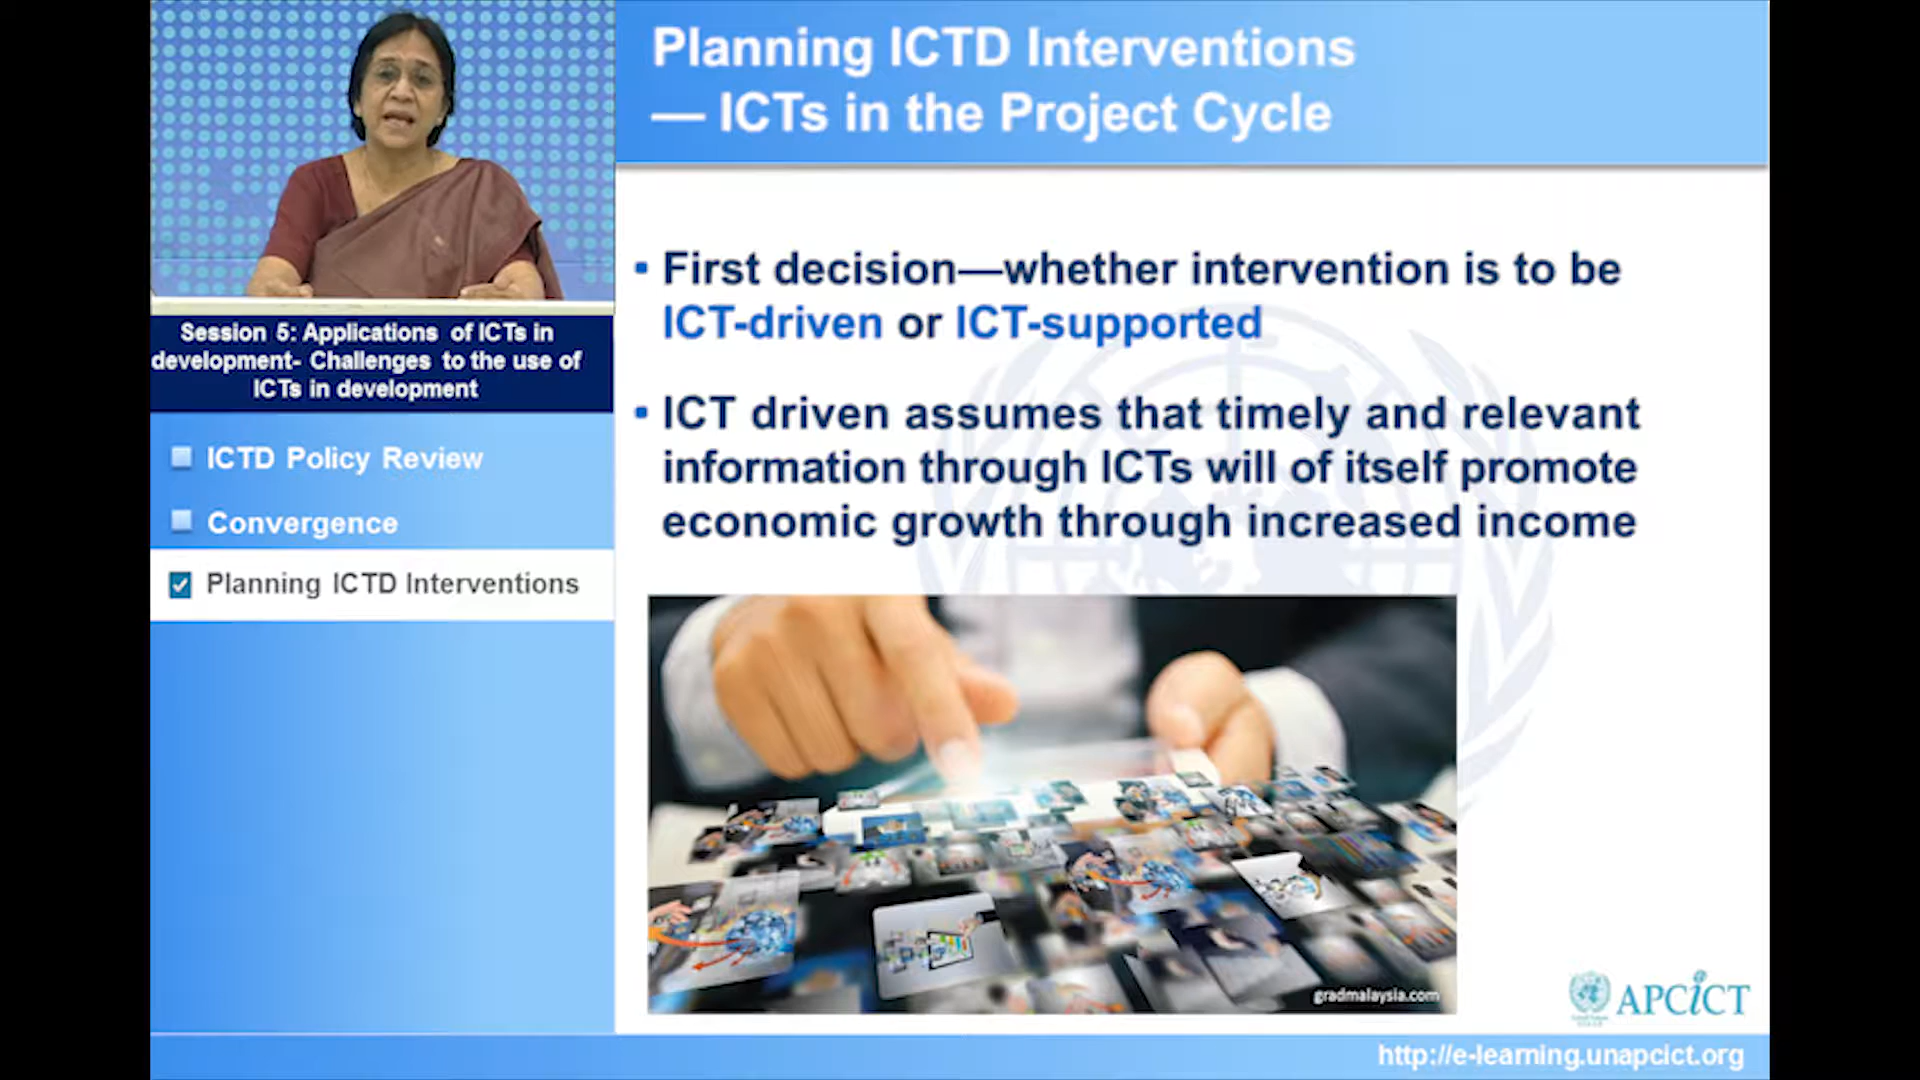 Planning ICTD Interventions
— ICTs in the Project Cycle
Session 5: Applications of ICTs in
development- Challenges to the use of
ICTs in development
ICTD Policy Review
Convergence
Planning ICTD Interventions
• First decision—whether intervention is to be
ICT-driven or ICT-supported
• ICT driven assumes that timely and relevant
information through ICTs will of itself promote
economic growth through increased income
gradmalaysia.com
APCICT
http://e-learning.unapcict.org